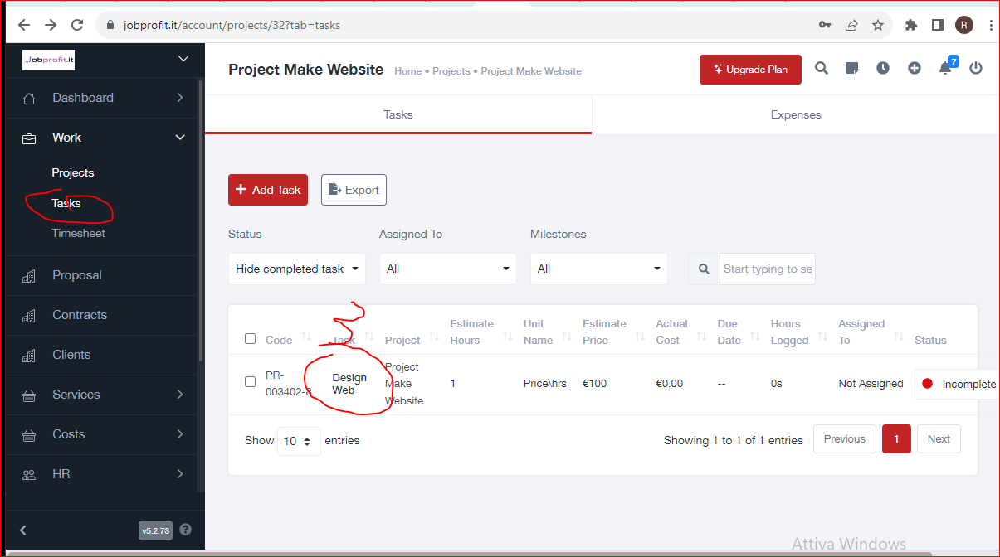 jobprofit.it/account/projects/32?tab=tasks
R
Jobprofit.it
Project Make Website
Home • Projects • Project Make Website
Upgrade Plan
7
Dashboard
Work
Projects
Tasks
Timesheet
Proposal
Contracts
Clients
Services
Costs
HR
v5.2.73
Tasks
Expenses
Add Task
Export
Status
Assigned To
Milestones
Hide completed task
All
All
Start typing to se
Code
Task
Project
Estimate
Hours
Unit
Name
Estimate
Price
Actual
Cost
Due
Date
Hours
Logged
Assigned
To
Status
PR-
003402-8
Design
Web
Project
Make
Website
1
Price\hrs
€100
€0.00
--
0s
Not Assigned
Incomplete
Show 10 entries
Showing 1 to 1 of 1 entries
Previous
1
Next
Attiva Windows